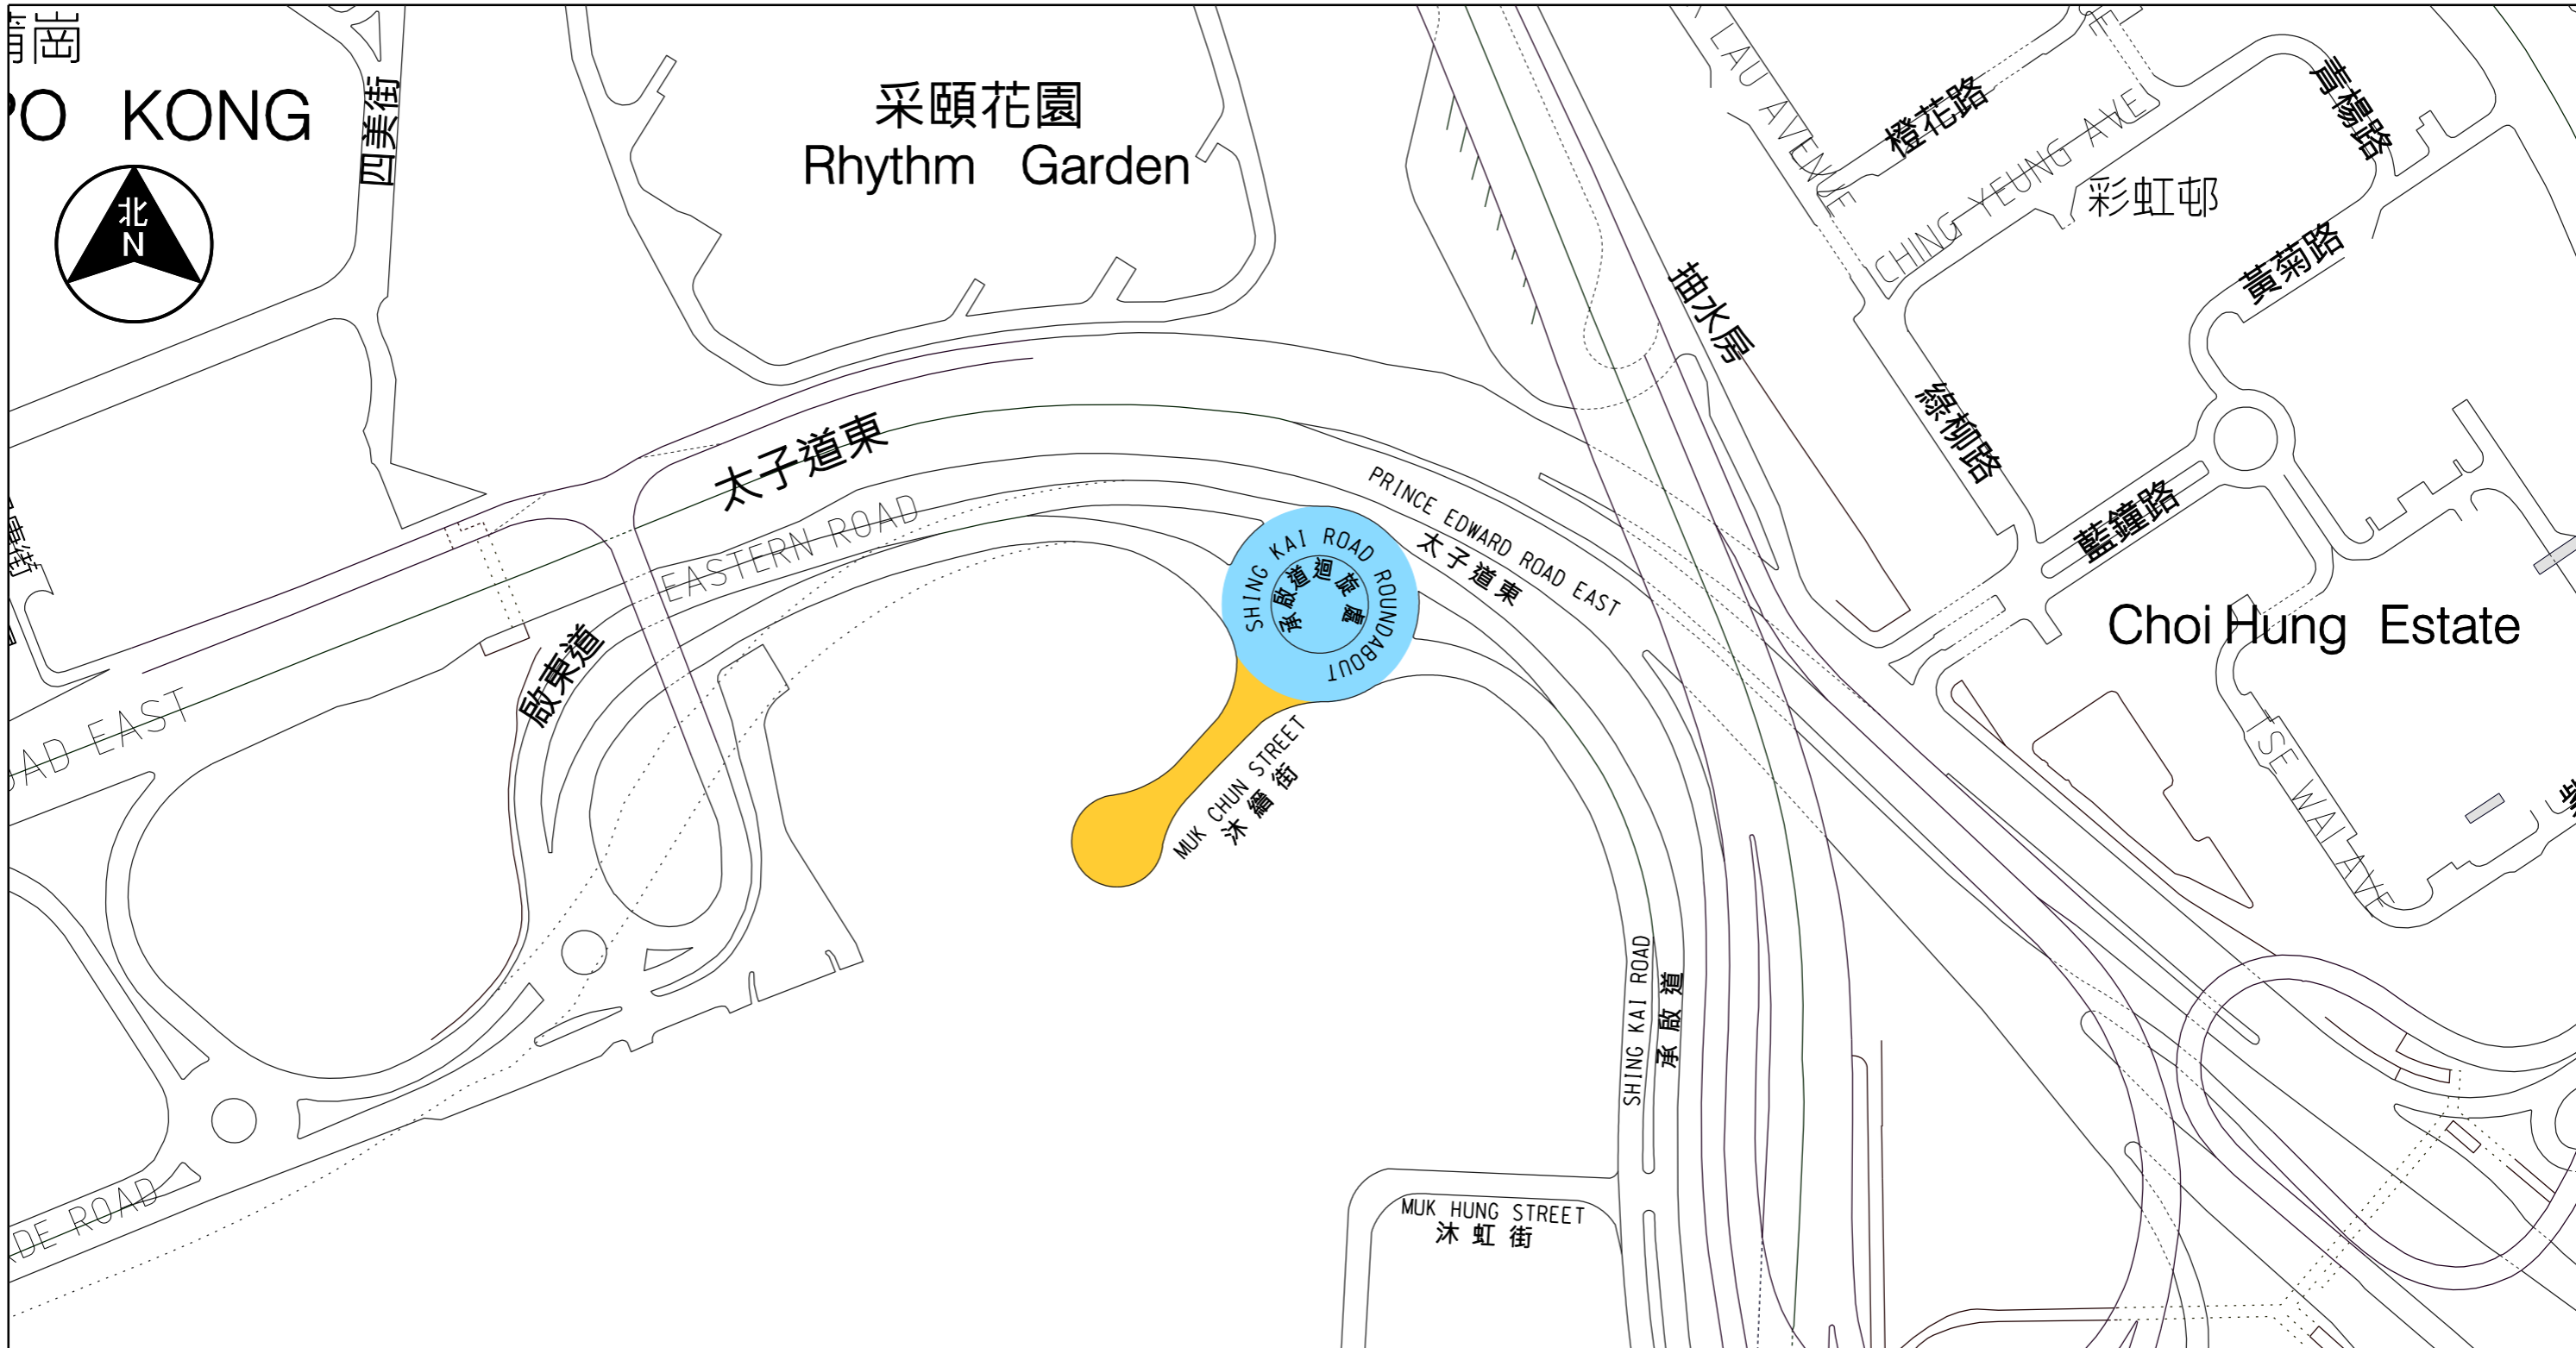 崗
PO KONG
北
N
四美街
采頤花園
Rhythm Garden
LAU AVENUE
橙花路
CHING YEUNG AVE
青楊路
彩虹邨
黃菊路
抽水房
綠柳路
藍鐘路
Choi Hung Estate
TSE WAI AVE
太子道東
EASTERN ROAD
PRINCE EDWARD ROAD EAST
太子道東
SHING KAI ROAD ROUNDABOUT
承啟道迴旋處
啟東道
ROAD EAST
MUK CHUN STREET
沐縉街
SHING KAI ROAD
承啟道
MUK HUNG STREET
沐虹街
DE ROAD